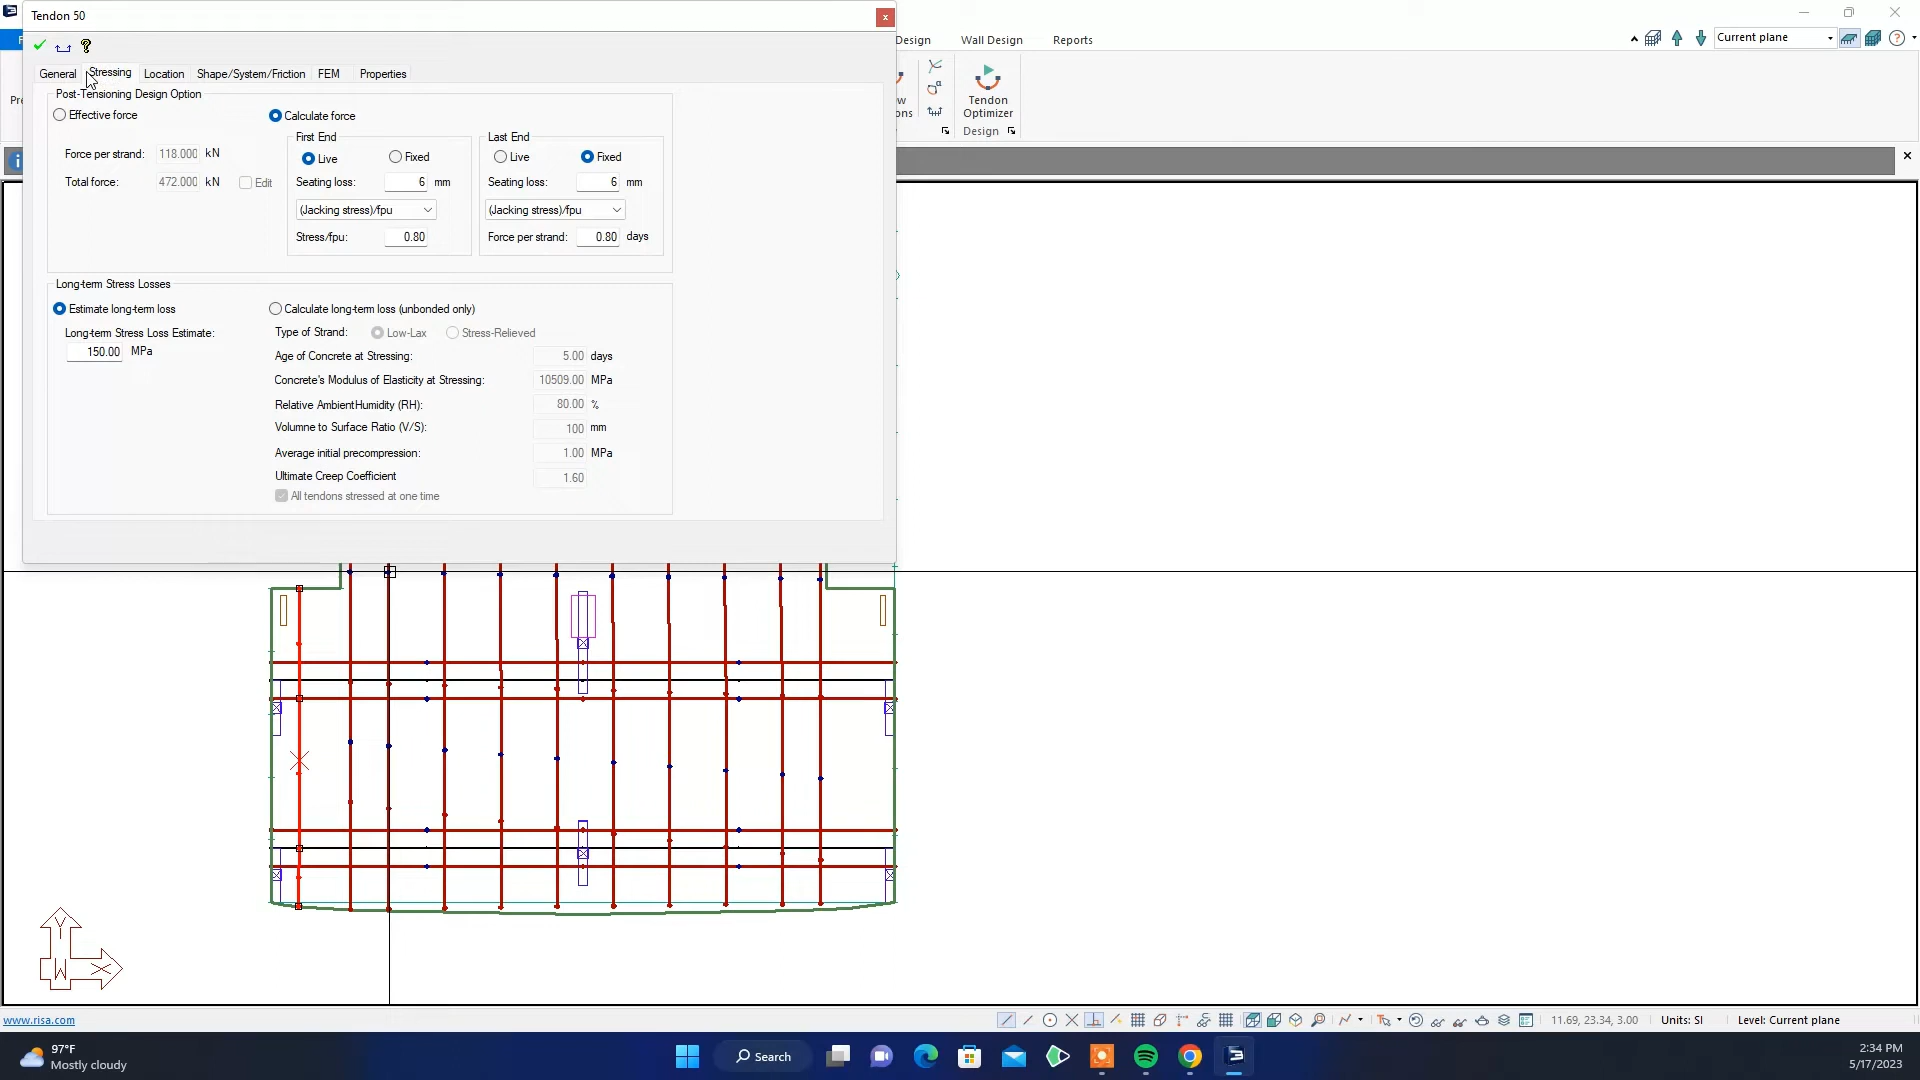 Tendon 50
x
?
General Stressing Location Shape/System/Friction FEM Properties
Post-Tensioning Design Option
Effective force Calculate force
Force per strand: 118.000 kN
Total force: 472.000 kN Edit
First End
Live Fixed
Seating loss: 6 mm
(Jacking stress)/fpu
Stress/fpu: 0.80
Last End
Live Fixed
Seating loss: 6 mm
(Jacking stress)/fpu
Force per strand: 0.80 days
Long-term Stress Losses
Estimate long-term loss
Long-term Stress Loss Estimate:
150.00 MPa
Calculate long-term loss (unbonded only)
Type of Strand: Low-Lax Stress-Relieved
Age of Concrete at Stressing: 5.00 days
Concrete's Modulus of Elasticity at Stressing: 10509.00 MPa
Relative AmbientHumidity (RH): 80.00 %
Volumne to Surface Ratio (V/S): 100 mm
Average initial precompression: 1.00 MPa
Ultimate Creep Coefficient 1.60
All tendons stressed at one time
F
Pre
Design Wall Design Reports
Current plane
?
w
ons
Tendon
Optimizer
Design
Y
W X
www.risa.com
11.69, 23.34, 3.00 Units: SI Level: Current plane
97°F
Mostly cloudy
Search
2:34 PM
5/17/2023